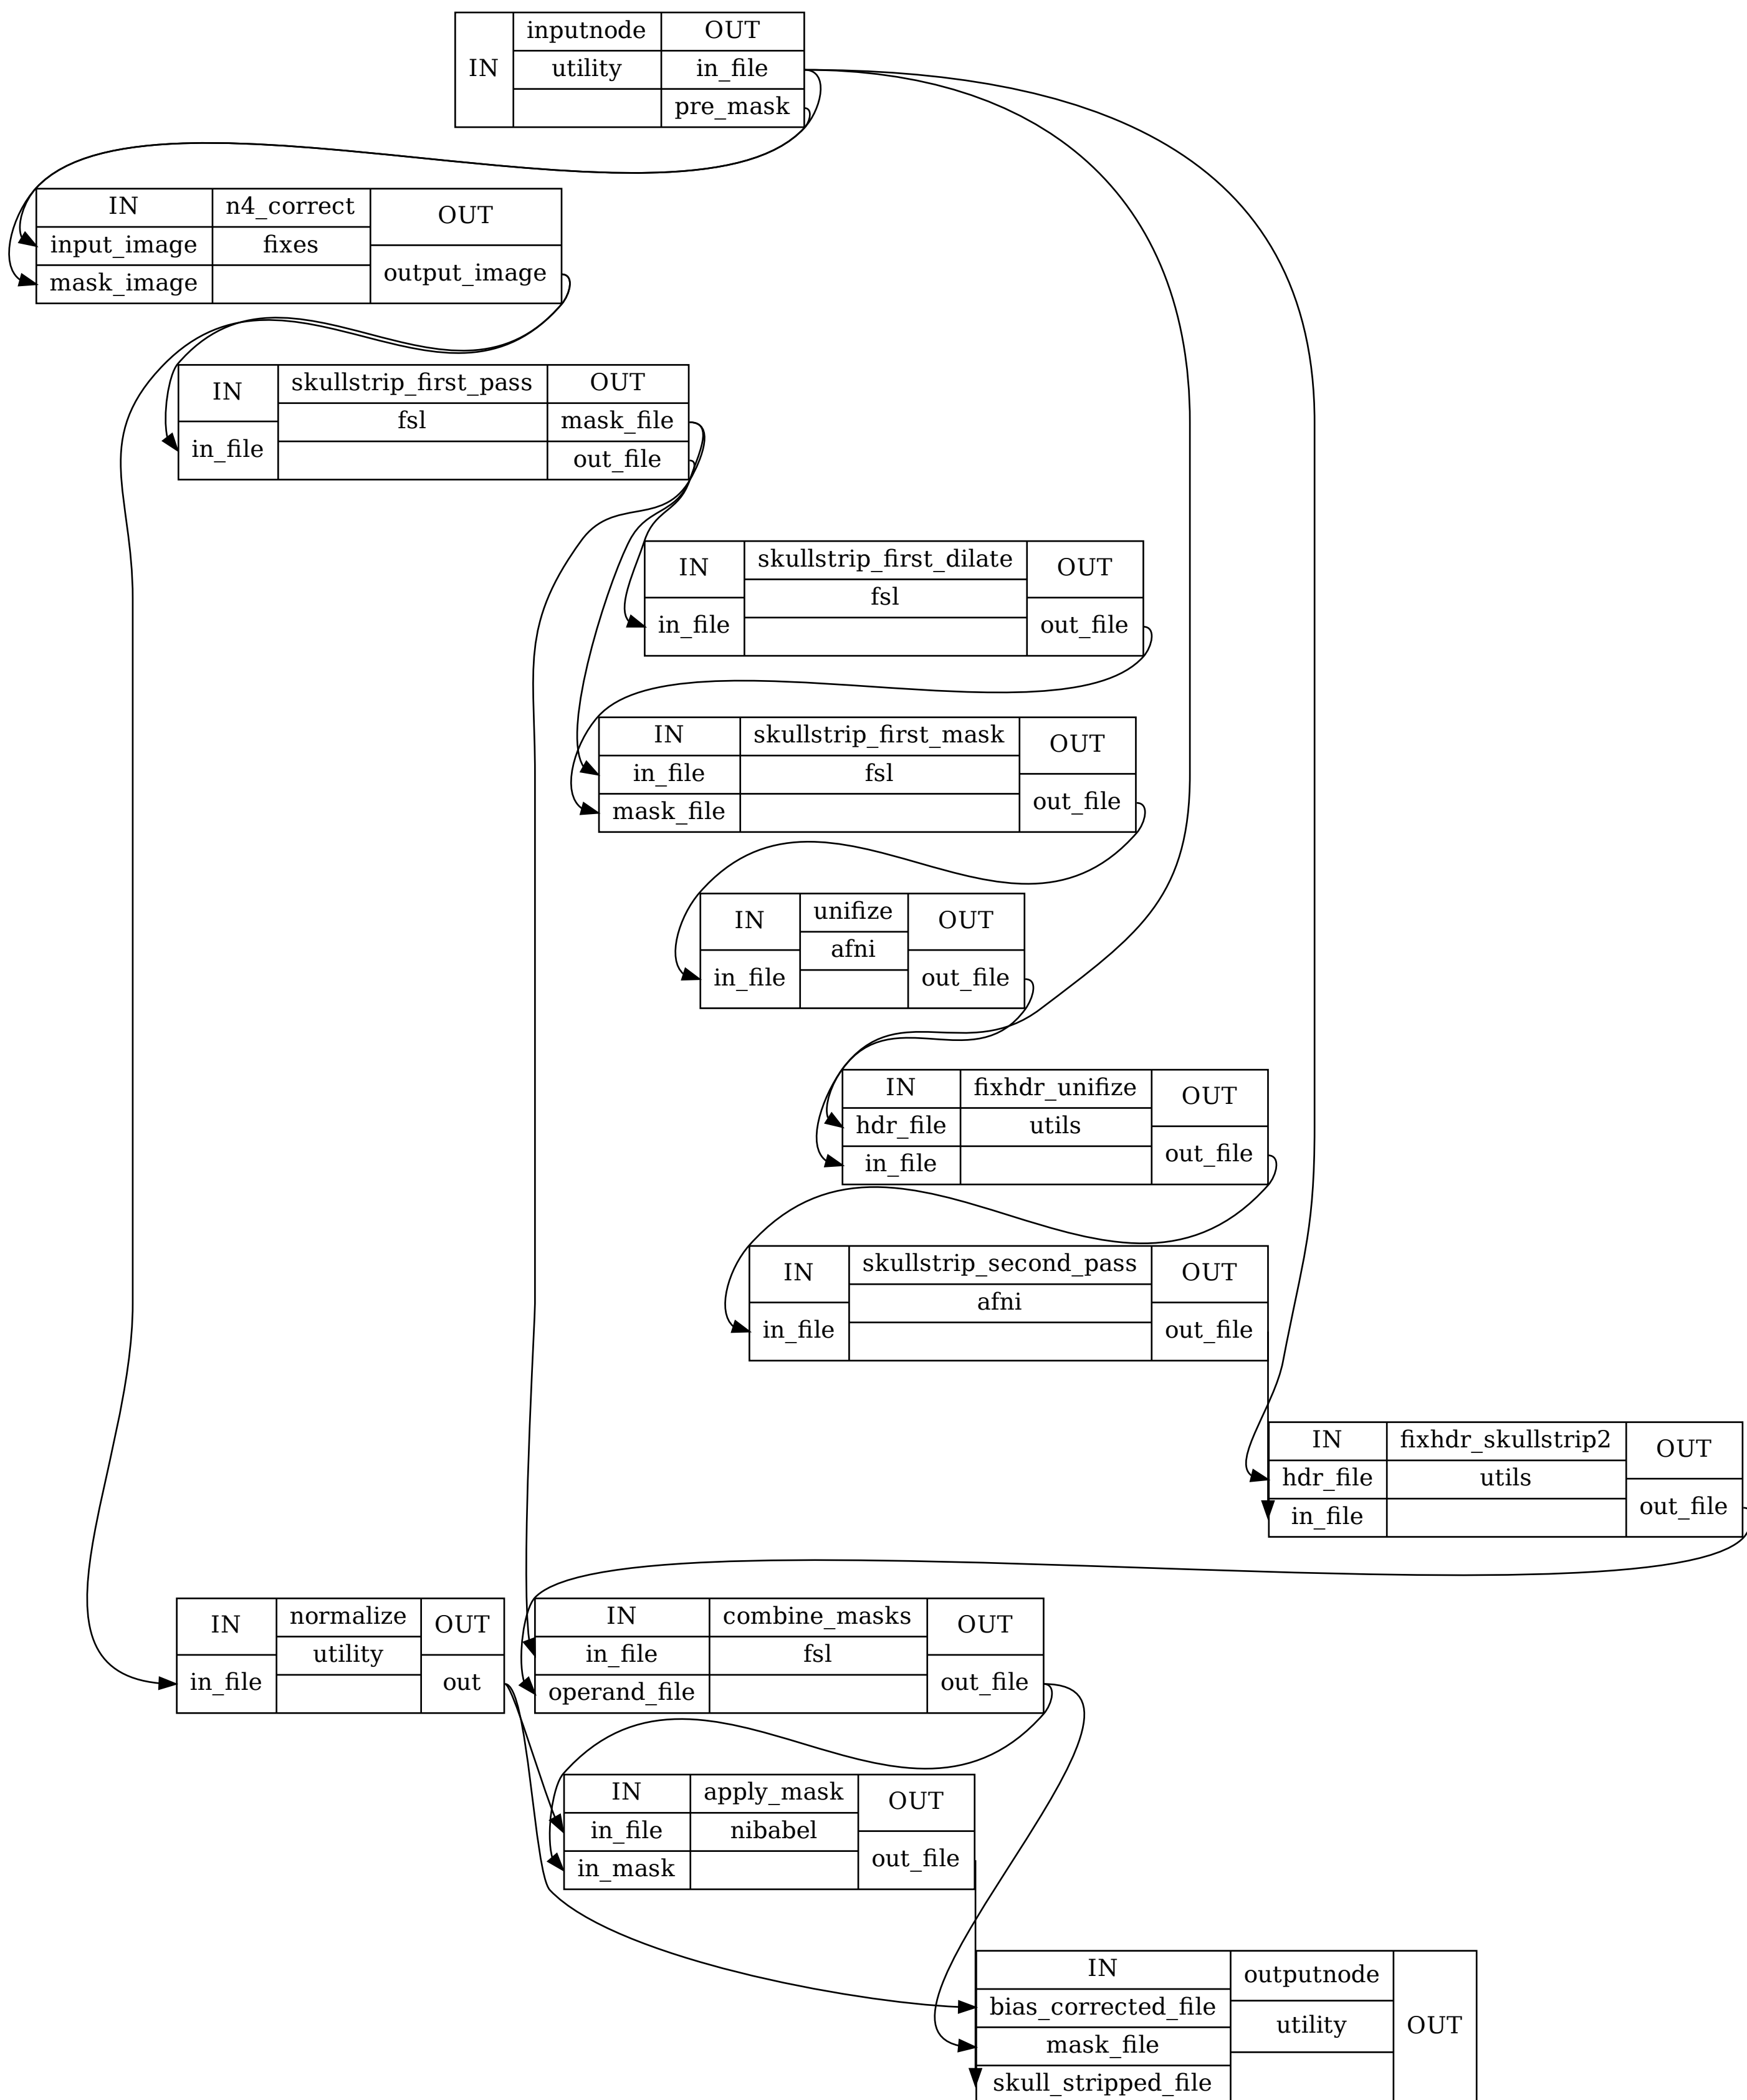 IN inputnode OUT
utility in_file
pre_mask
IN n4_correct OUT
input_image fixes
mask_image output_image
IN skullstrip_first_pass OUT
fsl mask_file
in_file out_file
IN skullstrip_first_dilate OUT
fsl
in_file out_file
IN skullstrip_first_mask OUT
in_file fsl
mask_file out_file
IN unifize OUT
afni
in_file out_file
IN fixhdr_unifize OUT
hdr_file utils
in_file out_file
IN skullstrip_second_pass OUT
afni
in_file out_file
IN fixhdr_skullstrip2 OUT
hdr_file utils
in_file out_file
IN normalize OUT
utility
in_file out
IN combine_masks OUT
in_file fsl
operand_file out_file
IN apply_mask OUT
in_file nibabel
in_mask out_file
IN outputnode
bias_corrected_file utility OUT
mask_file
skull_stripped_file